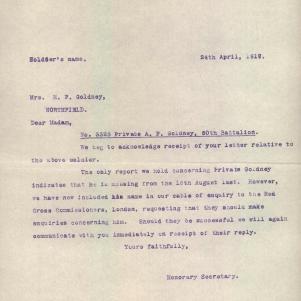 Soldier's name. 24th April, 1917.
Mrs. E. F. Goldney,
NORTHFIELD.
Dear Madam,
No. 3323 Private A. F. Goldney, 50th Battalion.
We beg to acknowledge receipt of your letter relative to
the above soldier.
The only report we hold concerning Private Goldney
indicates that he is missing from the 16th August last. However,
we have now included his name in our cable of enquiry to the Red
Cross Commissioners, London, requesting that they should make
enquiries concerning him. Should they be successful we will again
communicate with you immediately on receipt of their reply.
Yours faithfully,
Honorary Secretary.